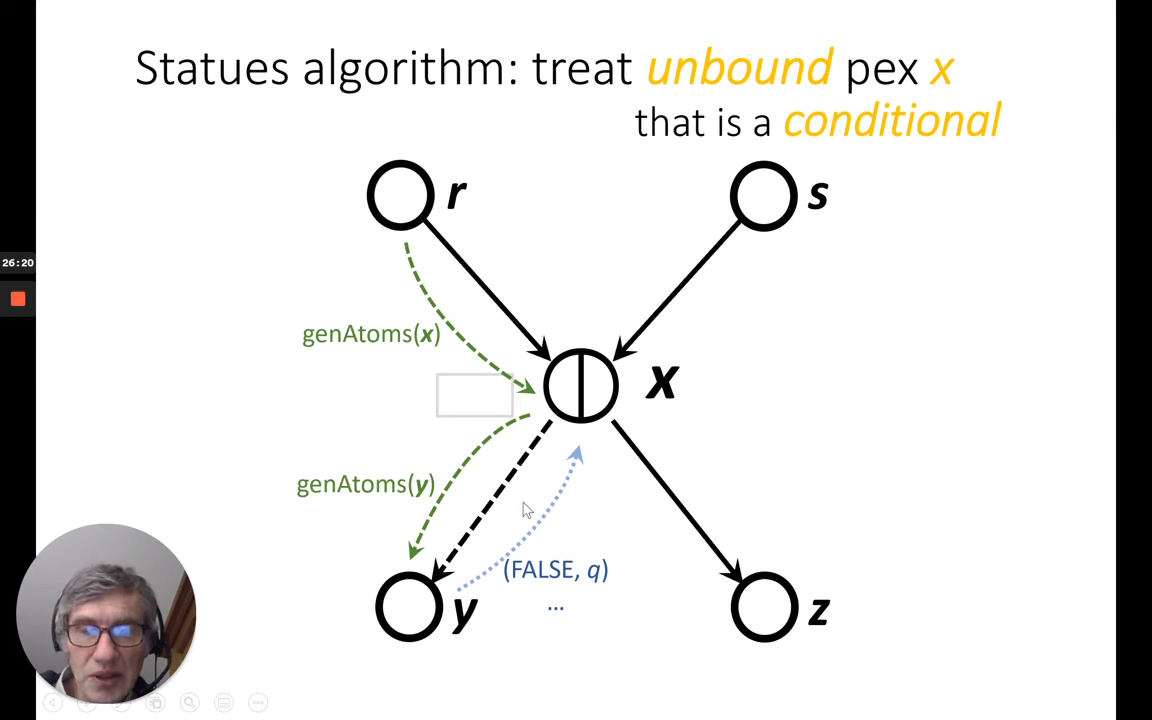 Statues algorithm: treat unbound pex x
that is a conditional
r
s
26:20
genAtoms(x)
x
genAtoms(y)
(FALSE, q)
...
y
z